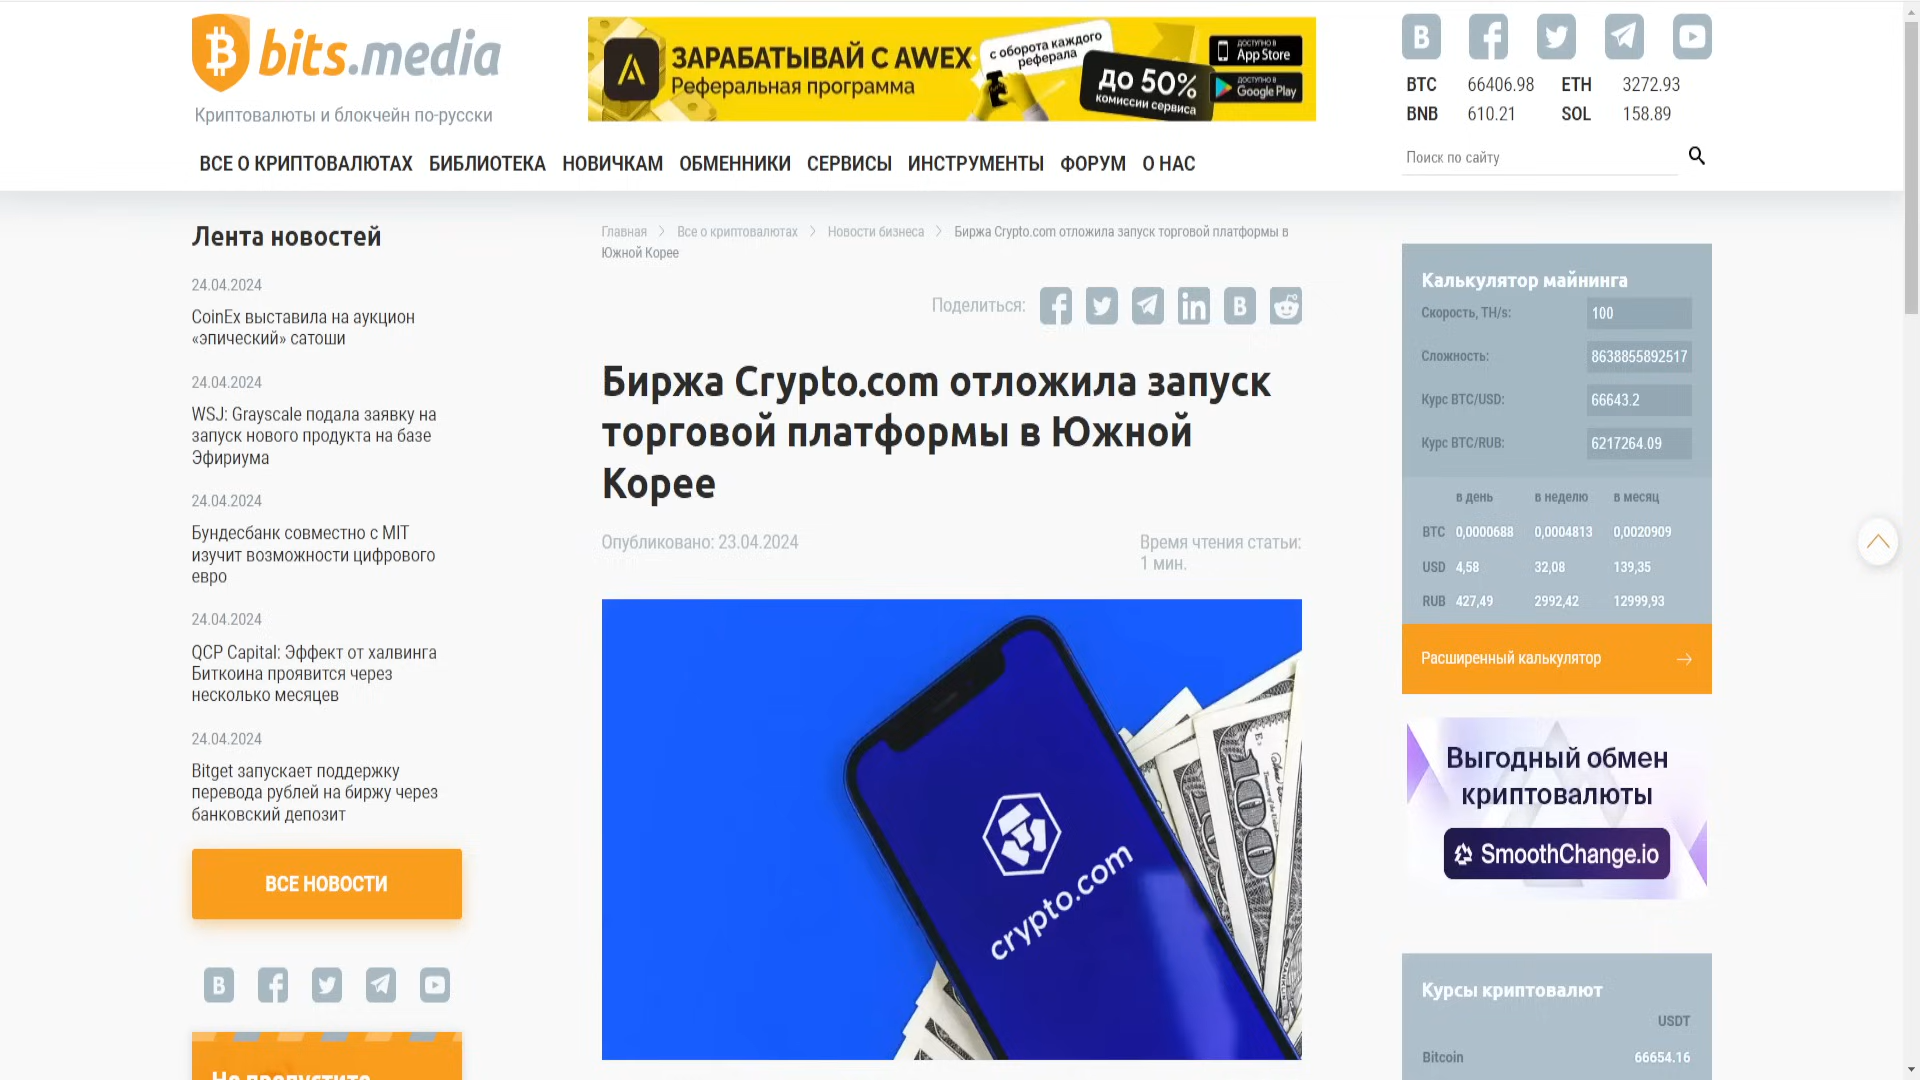 bits.media
Криптовалюты и блокчейн по-русски
ЗАРАБАТЫВАЙ С AWEX
Реферальная программа
с оборота каждого
реферала
до 50%
комиссии сервиса
ДОСТУПНО В
App Store
ДОСТУПНО В
Google Play
BTC 66406.98 ETH 3272.93
BNB 610.21 SOL 158.89
Поиск по сайту
ВСЕ О КРИПТОВАЛЮТАХ БИБЛИОТЕКА НОВИЧКАМ ОБМЕННИКИ СЕРВИСЫ ИНСТРУМЕНТЫ ФОРУМ О НАС
Лента новостей
24.04.2024
CoinEx выставила на аукцион
«эпический» сатоши
24.04.2024
WSJ: Grayscale подала заявку на
запуск нового продукта на базе
Эфириума
24.04.2024
Бундесбанк совместно с MIT
изучит возможности цифрового
евро
24.04.2024
QCP Capital: Эффект от халвинга
Биткоина проявится через
несколько месяцев
24.04.2024
Bitget запускает поддержку
перевода рублей на биржу через
банковский депозит
ВСЕ НОВОСТИ
Не пропустите
Главная Все о криптовалютах Новости бизнеса Биржа Crypto.com отложила запуск торговой платформы в
Южной Корее
Поделиться:
Биржа Crypto.com отложила запуск
торговой платформы в Южной
Корее
Опубликовано: 23.04.2024
Время чтения статьи:
1 мин.
crypto.com
100
Калькулятор майнинга
Скорость, TH/s: 100
Сложность: 8638855892517
Курс BTC/USD: 66643.2
Курс BTC/RUB: 6217264.09
в день в неделю в месяц
BTC 0,0000688 0,0004813 0,0020909
USD 4,58 32,08 139,35
RUB 427,49 2992,42 12999,93
Расширенный калькулятор
Выгодный обмен
криптовалюты
SmoothChange.io
Курсы криптовалют
USDT
Bitcoin 66654.16